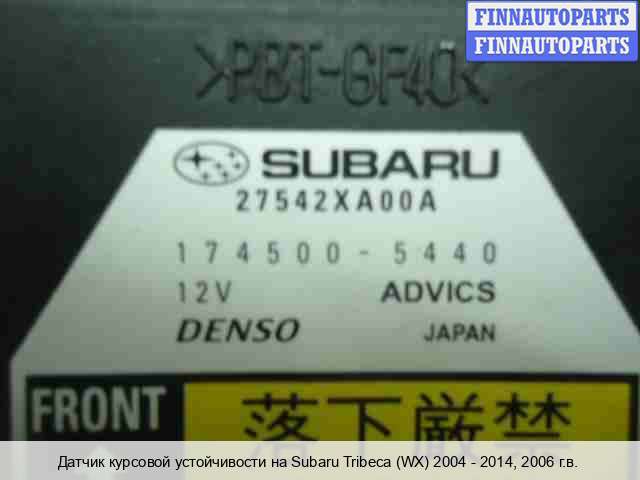 FINNAUTOPARTS
FINNAUTOPARTS
>PBT-GF40<
SUBARU
27542XA00A
174500-5440
12V ADVICS
DENSO JAPAN
FRONT 落下厳禁
Датчик курсовой устойчивости на Subaru Tribeca (WX) 2004 - 2014, 2006 г.в.